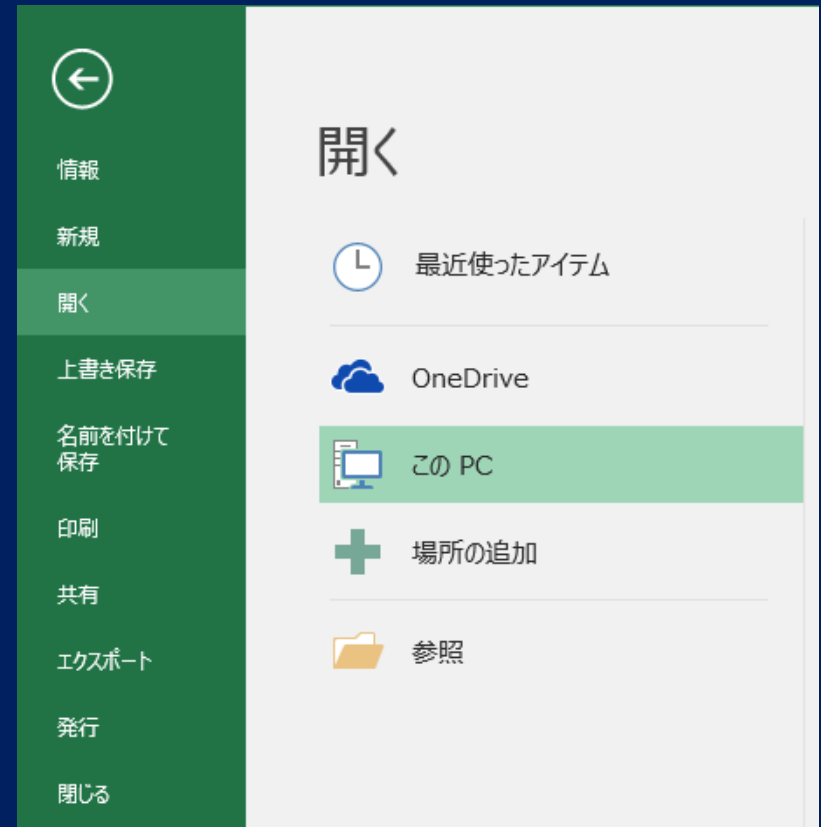 情報
新規
開く
上書き保存
名前を付けて
保存
印刷
共有
エクスポート
発行
閉じる
開く
最近使ったアイテム
OneDrive
この PC
場所の追加
参照